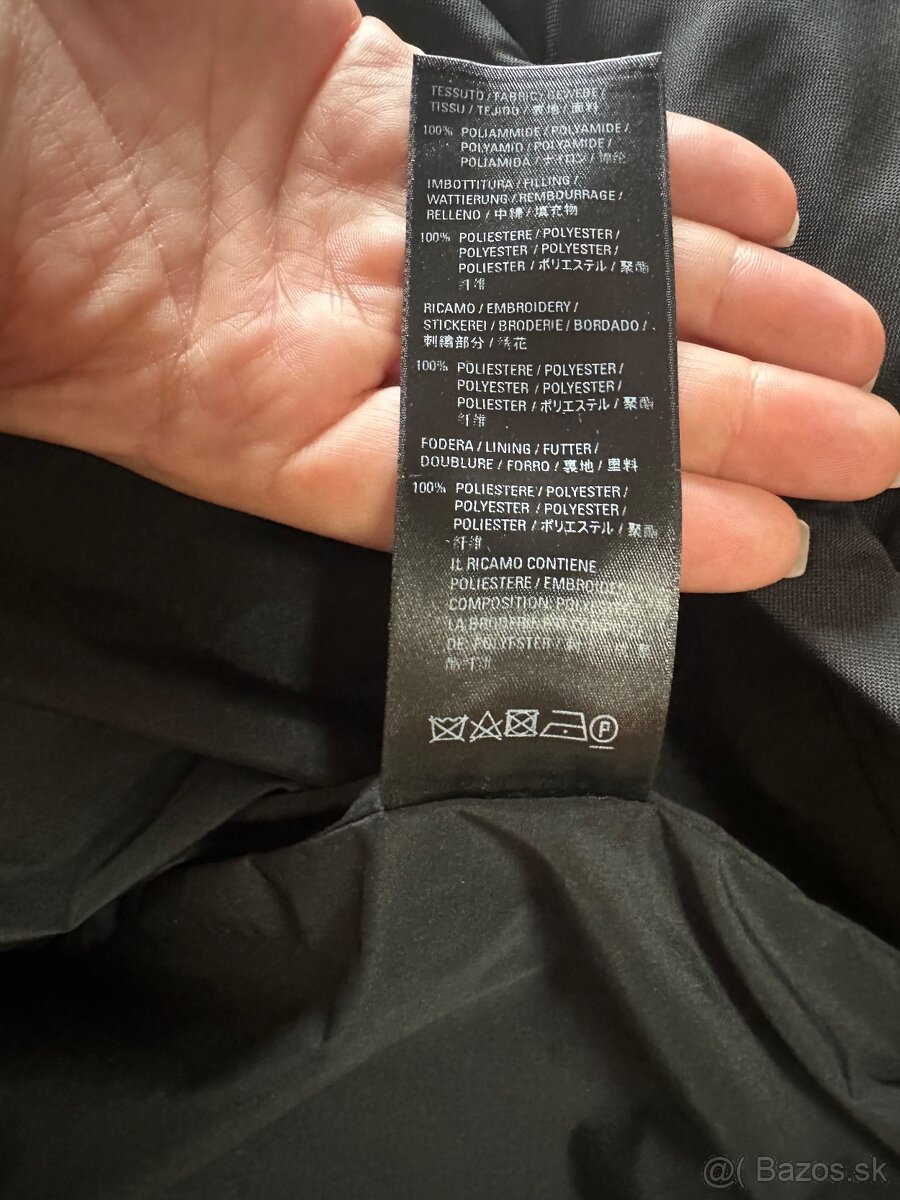 TESSUTO / FABRIC / GEWEBE /
TISSU / TEJIDO / 表地 / 面料
100% POLIAMMIDE / POLYAMIDE /
POLYAMID / POLYAMIDE /
POLIAMIDA / ナイロン /
IMBOTTITURA / FILLING /
WATTIERUNG / REMBOURRAGE /
RELLENO / 中綿 / 填充物
100% POLIESTERE / POLYESTER /
POLYESTER / POLYESTER /
POLIESTER / ポリエステル / 聚酯
纤维
RICAMO / EMBROIDERY /
STICKEREI / BRODERIE / BORDADO /
刺繍部分 / 绣花
100% POLIESTERE / POLYESTER /
POLYESTER / POLYESTER /
POLIESTER / ポリエステル / 聚酯
纤维
FODERA / LINING / FUTTER /
DOUBLURE / FORRO / 裏地 / 里料
100% POLIESTERE / POLYESTER /
POLYESTER / POLYESTER /
POLIESTER / ポリエステル / 聚酯
纤维
IL RICAMO CONTIENE
POLIESTERE / EMBROIDERY
COMPOSITION: POLYESTER
LA BRODERIE
DE POLYESTER /
P
@( Bazos.sk